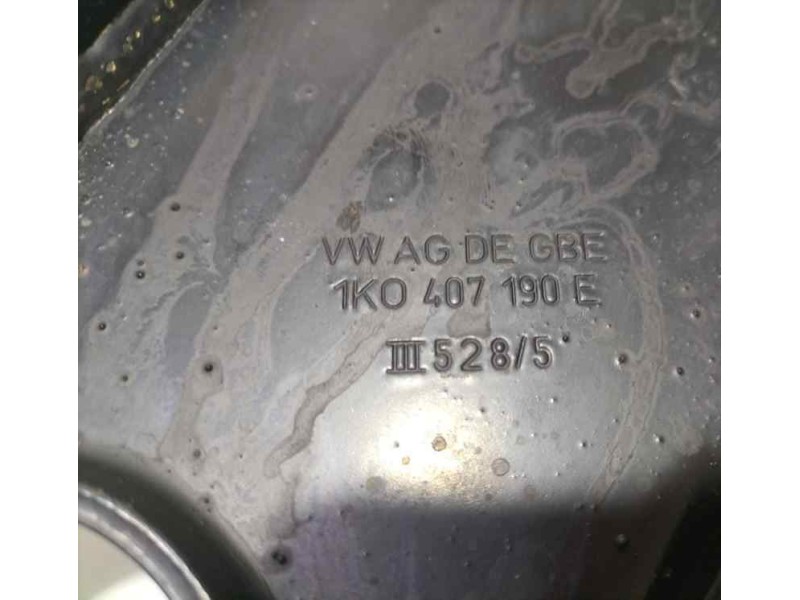 VW AG DE GBE
1K0 407 190 E
III 528/5